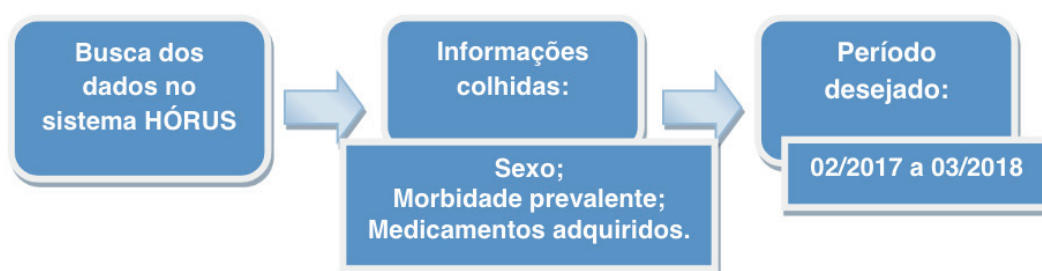 Busca dos
dados no
sistema HÓRUS
Informações
colhidas:
Sexo;
Morbidade prevalente;
Medicamentos adquiridos.
Período
desejado:
02/2017 a 03/2018